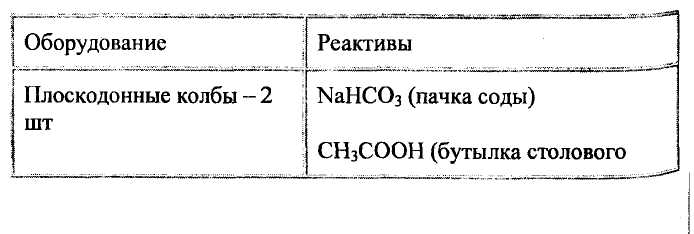 Оборудование
Реактивы
Плоскодонные колбы – 2
шт
NaHCO₃ (пачка соды)
CH₃COOH (бутылка столового